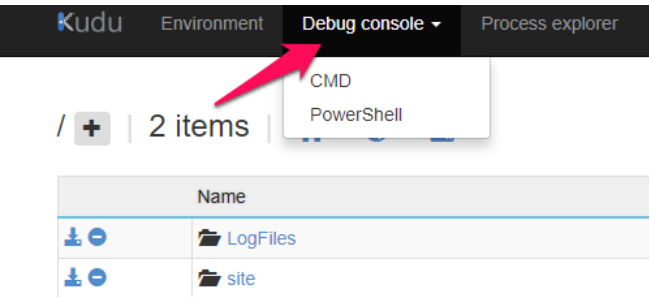 Kudu Environment Debug console Process explorer
CMD
PowerShell
/ + | 2 items |
Name
LogFiles
site